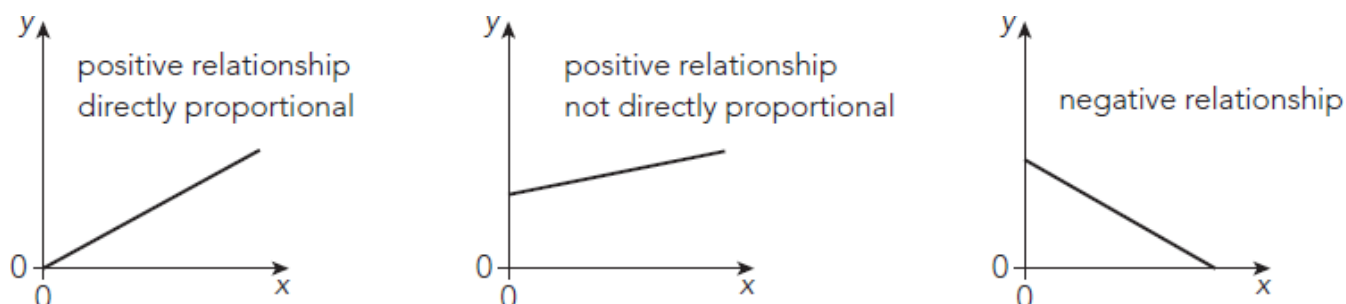 y
positive relationship
directly proportional
0
0
x
y
positive relationship
not directly proportional
0
0
x
y
negative relationship
0
0
x